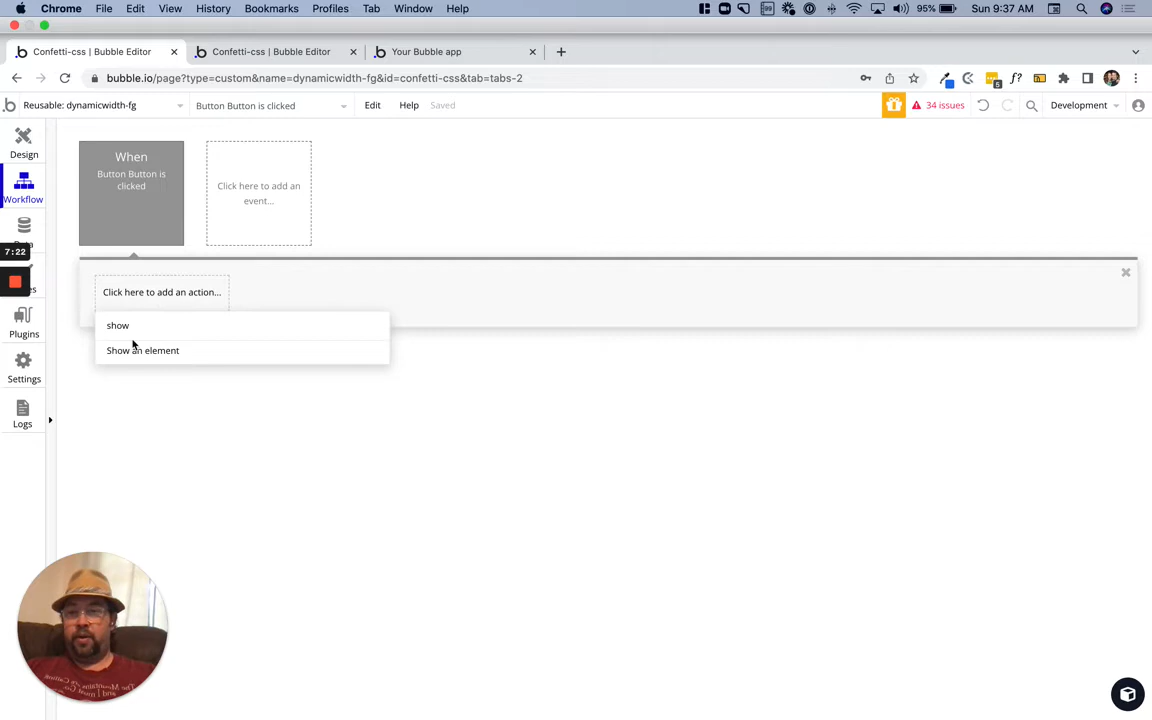 Chrome File Edit View History Bookmarks Profiles Tab Window Help 95% Sun 9:37 AM
Confetti-css | Bubble Editor Confetti-css | Bubble Editor Your Bubble app
bubble.io/page?type=custom&name=dynamicwidth-fg&id=confetti-css&tab=tabs-2
Reusable: dynamicwidth-fg Button Button is clicked Edit Help Saved 34 issues Development
Design
Workflow
7:22
Plugins
Settings
Logs
When
Button Button is
clicked
Click here to add an
event...
Click here to add an action...
show
Show an element